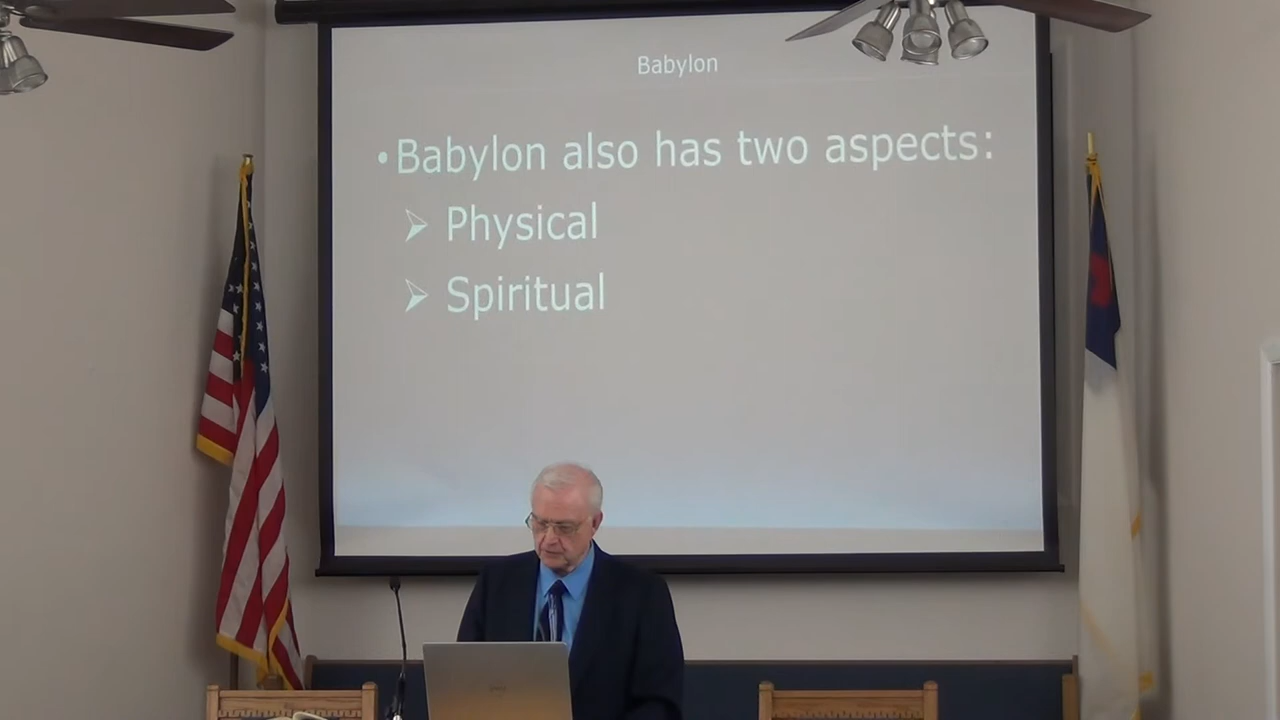 Babylon
• Babylon also has two aspects:
➢ Physical
➢ Spiritual